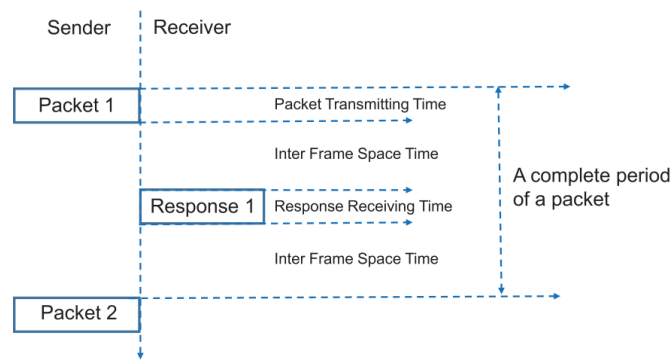 Sender
Receiver
Packet 1
Packet Transmitting Time
Inter Frame Space Time
A complete period
of a packet
Response 1
Response Receiving Time
Inter Frame Space Time
Packet 2